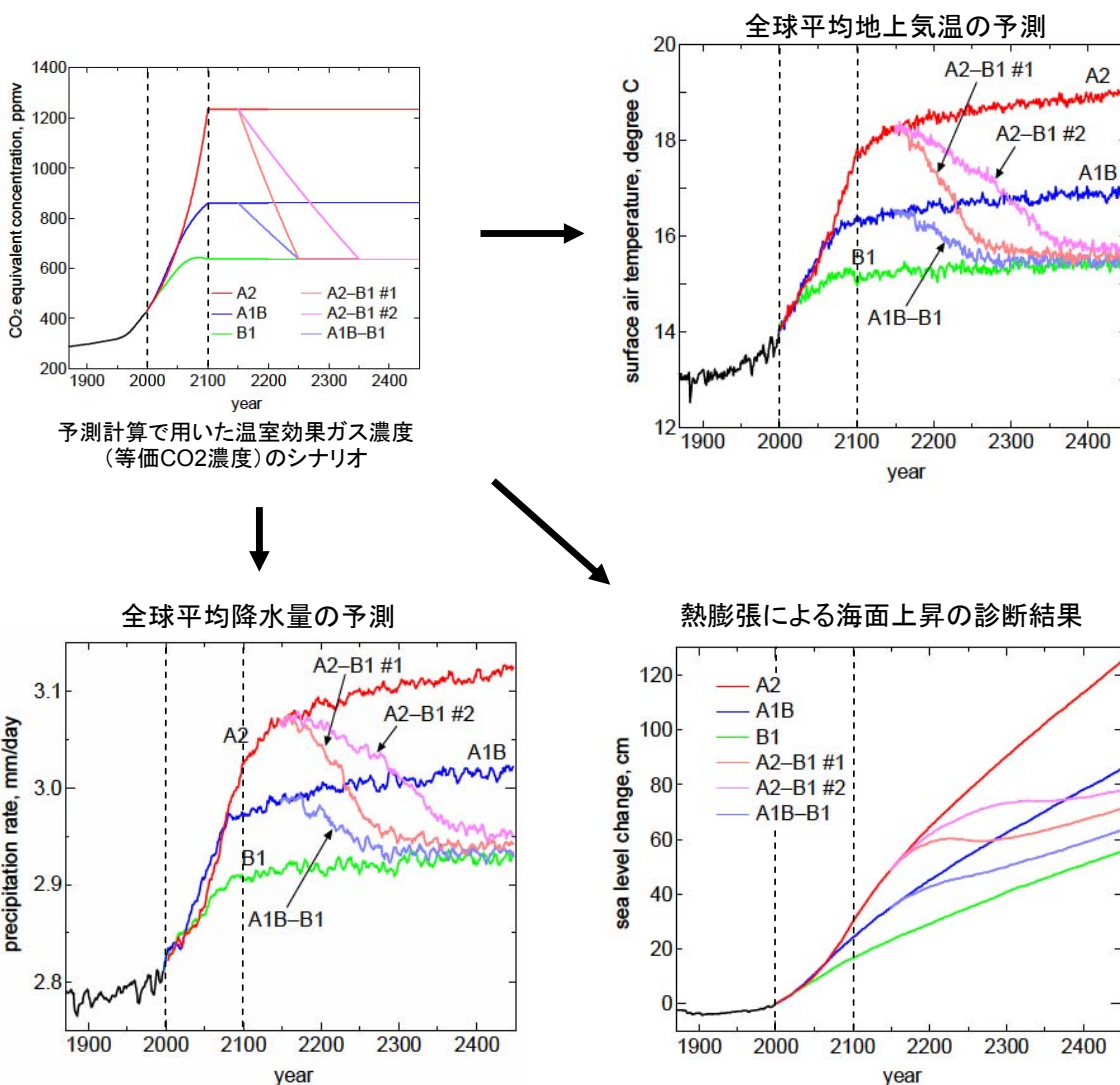 CO₂ equivalent concentration, ppmv
1400
1200
1000
800
600
400
200
A2
A1B
B1
A2–B1 #1
A2–B1 #2
A1B–B1
1900
2000
2100
2200
2300
2400
year
予測計算で用いた温室効果ガス濃度
(等価CO2濃度)のシナリオ
全球平均地上気温の予測
surface air temperature, degree C
20
18
16
14
12
A2–B1 #1
A2
A2–B1 #2
A1B
B1
A1B–B1
1900
2000
2100
2200
2300
2400
year
全球平均降水量の予測
precipitation rate, mm/day
3.1
3.0
2.9
2.8
A2–B1 #1
A2
A2–B1 #2
A1B
B1
A1B–B1
1900
2000
2100
2200
2300
2400
year
熱膨張による海面上昇の診断結果
sea level change, cm
120
100
80
60
40
20
0
A2
A1B
B1
A2–B1 #1
A2–B1 #2
A1B–B1
1900
2000
2100
2200
2300
2400
year